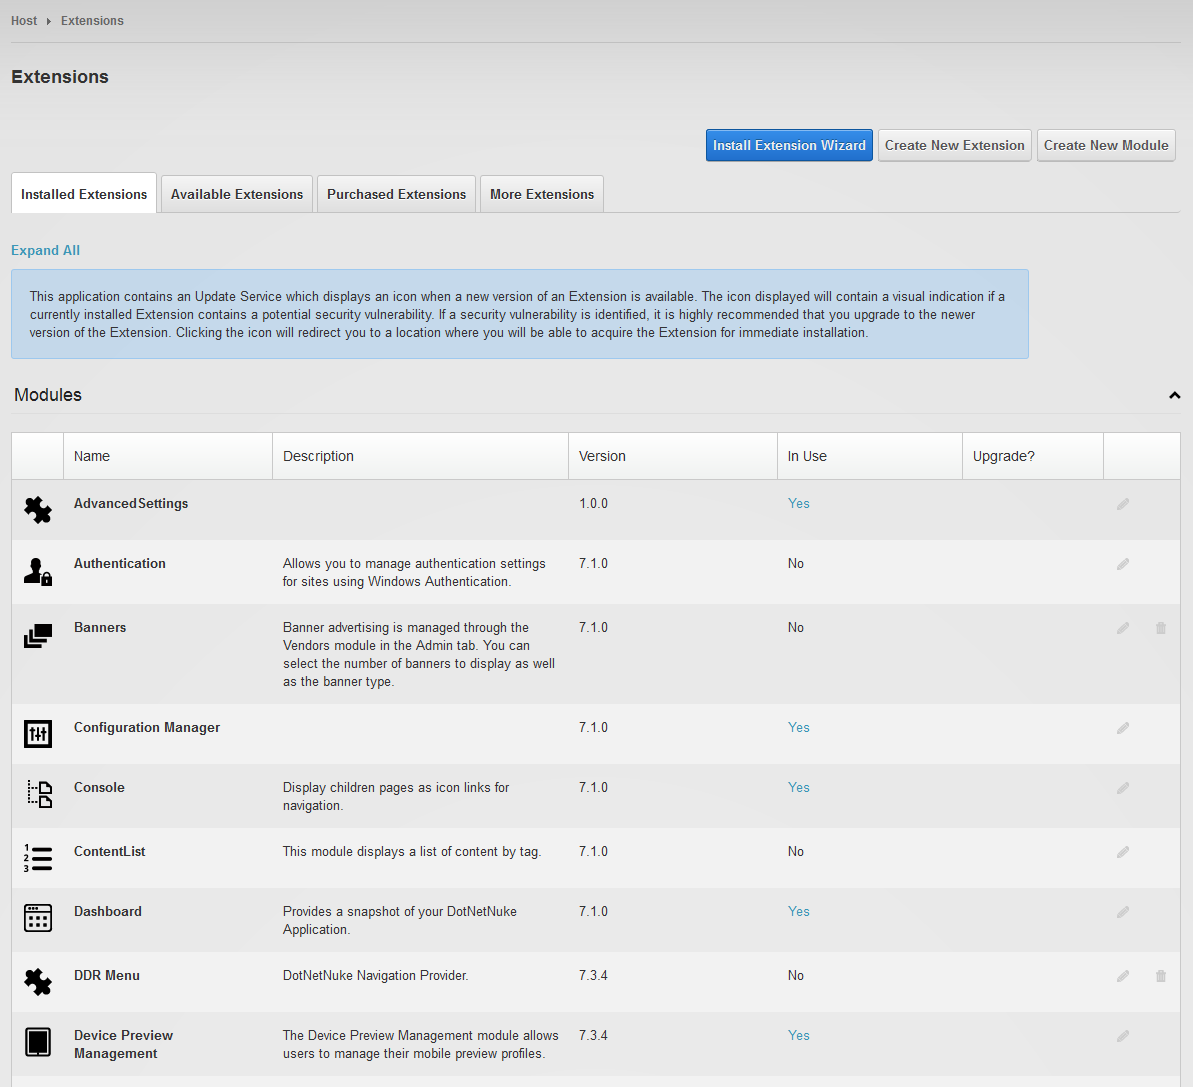 Host Extensions
Extensions
Install Extension Wizard Create New Extension Create New Module
Installed Extensions Available Extensions Purchased Extensions More Extensions
Expand All
This application contains an Update Service which displays an icon when a new version of an Extension is available. The icon displayed will contain a visual indication if a
currently installed Extension contains a potential security vulnerability. If a security vulnerability is identified, it is highly recommended that you upgrade to the newer
version of the Extension. Clicking the icon will redirect you to a location where you will be able to acquire the Extension for immediate installation.
Modules
Name Description Version In Use Upgrade?
AdvancedSettings 1.0.0 Yes
Authentication Allows you to manage authentication settings 7.1.0 No
for sites using Windows Authentication.
Banners Banner advertising is managed through the 7.1.0 No
Vendors module in the Admin tab. You can
select the number of banners to display as well
as the banner type.
Configuration Manager 7.1.0 Yes
Console Display children pages as icon links for 7.1.0 Yes
navigation.
1 2 3 ContentList This module displays a list of content by tag. 7.1.0 No
Dashboard Provides a snapshot of your DotNetNuke 7.1.0 Yes
Application.
DDR Menu DotNetNuke Navigation Provider. 7.3.4 No
Device Preview The Device Preview Management module allows 7.3.4 Yes
Management users to manage their mobile preview profiles.